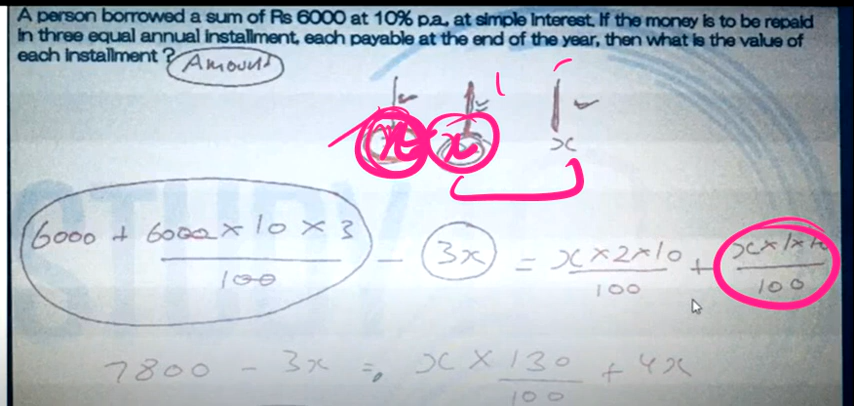 A person borrowed a sum of Rs 6000 at 10% p.a., at simple interest. If the money is to be repaid
in three equal annual installment, each payable at the end of the year, then what is the value of
each installment ?
Amount
x x x
6000 + 6000 x 10 x 3 / 100 - 3x = x x 2 x 10 / 100 + x x 1 x 10 / 100
7800 - 3x = x x 130 / 100 + 4x